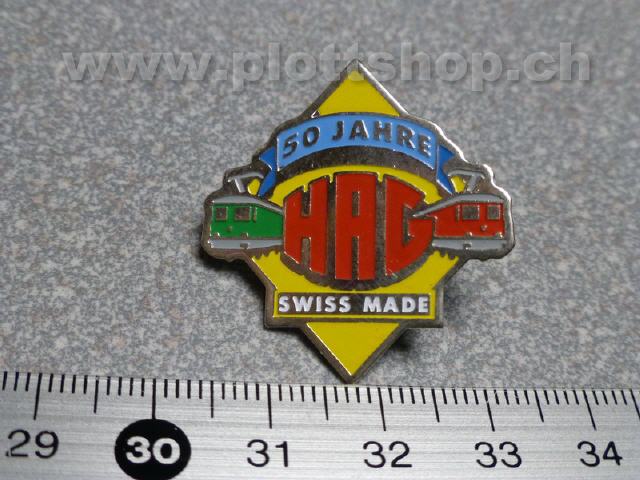 www.plottshop.ch
50 JAHRE
HAG
SWISS MADE
29 30 31 32 33 34